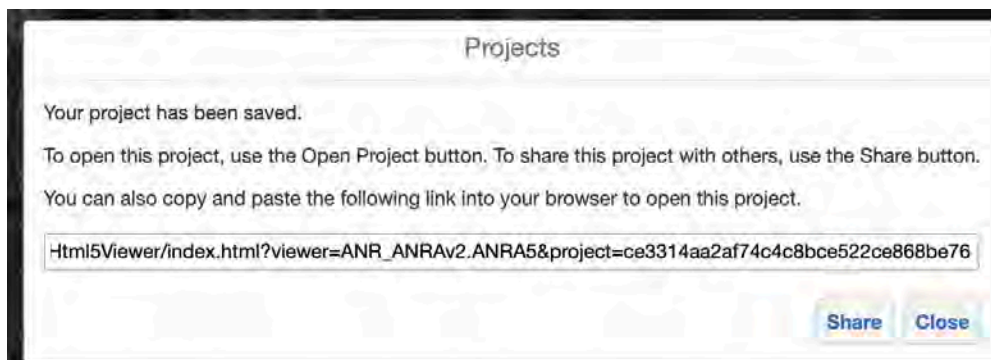 Projects
Your project has been saved.
To open this project, use the Open Project button. To share this project with others, use the Share button.
You can also copy and paste the following link into your browser to open this project.
Html5Viewer/index.html?viewer=ANR_ANRAv2.ANRA5&project=ce3314aa2af74c4c8bce522ce868be76
Share Close